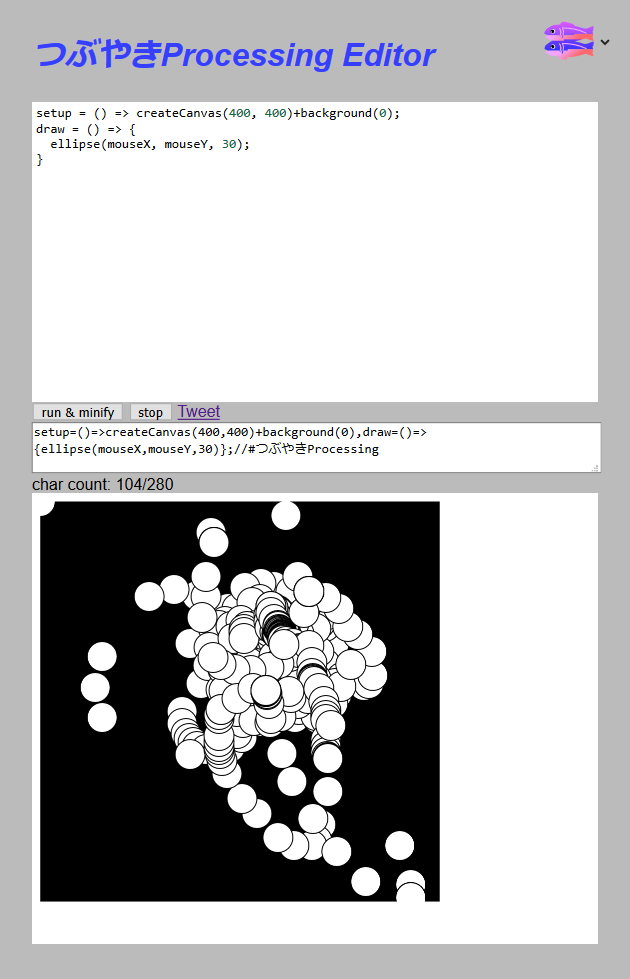 つぶやきProcessing Editor
setup = () => createCanvas(400, 400)+background(0);
draw = () => {
  ellipse(mouseX, mouseY, 30);
}
run & minify stop Tweet
setup=()=>createCanvas(400,400)+background(0),draw=()=>
{ellipse(mouseX,mouseY,30)};//#つぶやきProcessing
char count: 104/280